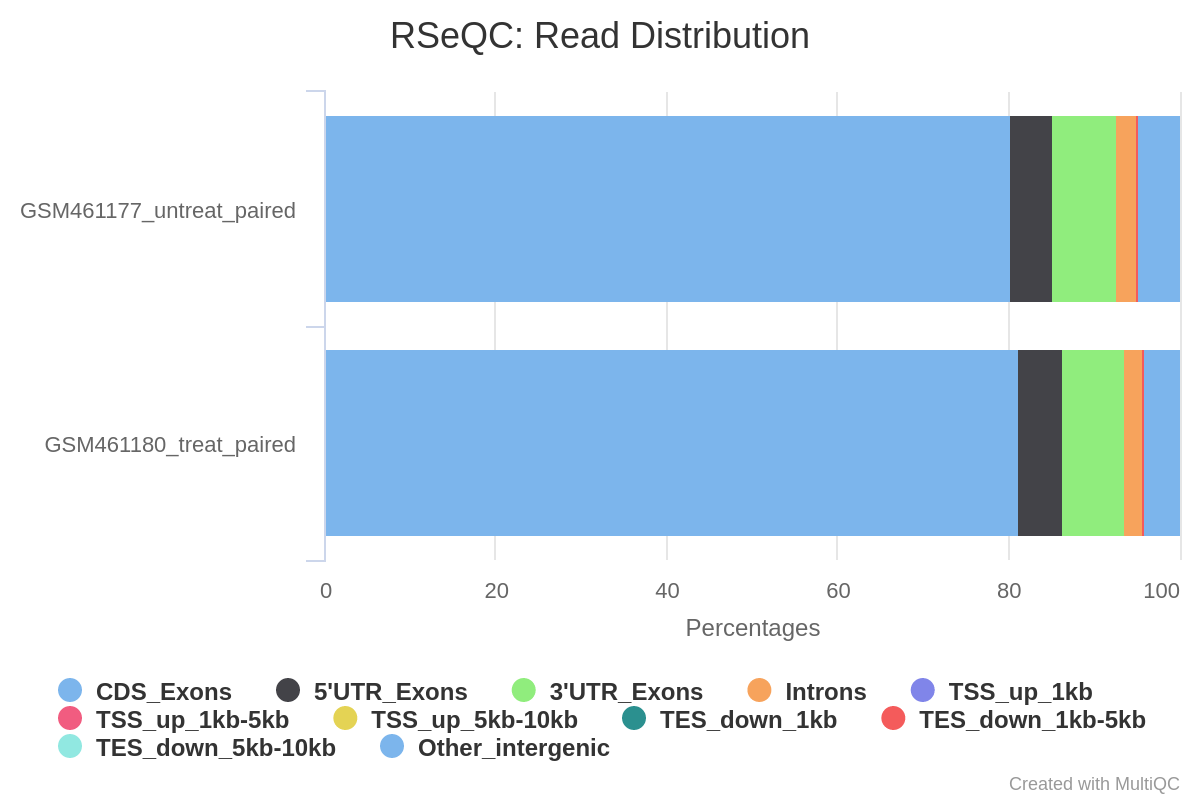 RSeQC: Read Distribution
GSM461177_untreat_paired
GSM461180_treat_paired
0 20 40 60 80 100
Percentages
CDS_Exons 5'UTR_Exons 3'UTR_Exons Introns TSS_up_1kb
TSS_up_1kb-5kb TSS_up_5kb-10kb TES_down_1kb TES_down_1kb-5kb
TES_down_5kb-10kb Other_intergenic
Created with MultiQC